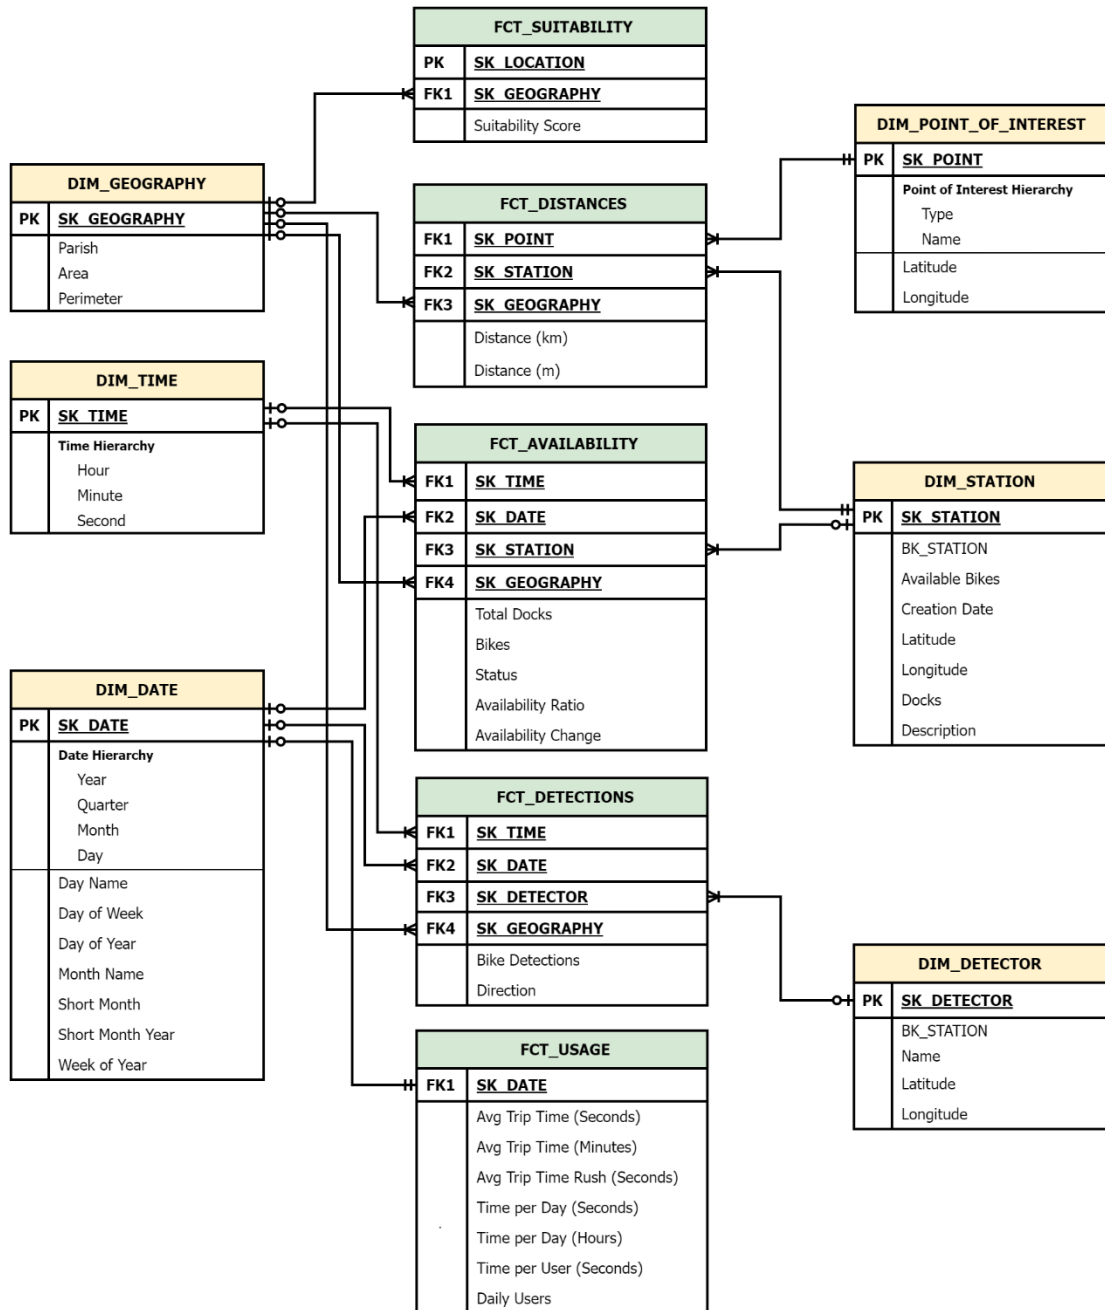 FCT_SUITABILITY
PK SK_LOCATION
FK1 SK_GEOGRAPHY
Suitability Score
DIM_GEOGRAPHY
PK SK_GEOGRAPHY
Parish
Area
Perimeter
FCT_DISTANCES
FK1 SK_POINT
FK2 SK_STATION
FK3 SK_GEOGRAPHY
Distance (km)
Distance (m)
DIM_POINT_OF_INTEREST
PK SK_POINT
Point of Interest Hierarchy
Type
Name
Latitude
Longitude
DIM_TIME
PK SK_TIME
Time Hierarchy
Hour
Minute
Second
FCT_AVAILABILITY
FK1 SK_TIME
FK2 SK_DATE
FK3 SK_STATION
FK4 SK_GEOGRAPHY
Total Docks
Bikes
Status
Availability Ratio
Availability Change
DIM_STATION
PK SK_STATION
BK_STATION
Available Bikes
Creation Date
Latitude
Longitude
Docks
Description
DIM_DATE
PK SK_DATE
Date Hierarchy
Year
Quarter
Month
Day
Day Name
Day of Week
Day of Year
Month Name
Short Month
Short Month Year
Week of Year
FCT_DETECTIONS
FK1 SK_TIME
FK2 SK_DATE
FK3 SK_DETECTOR
FK4 SK_GEOGRAPHY
Bike Detections
Direction
DIM_DETECTOR
PK SK_DETECTOR
BK_STATION
Name
Latitude
Longitude
FCT_USAGE
FK1 SK_DATE
Avg Trip Time (Seconds)
Avg Trip Time (Minutes)
Avg Trip Time Rush (Seconds)
Time per Day (Seconds)
Time per Day (Hours)
Time per User (Seconds)
Daily Users